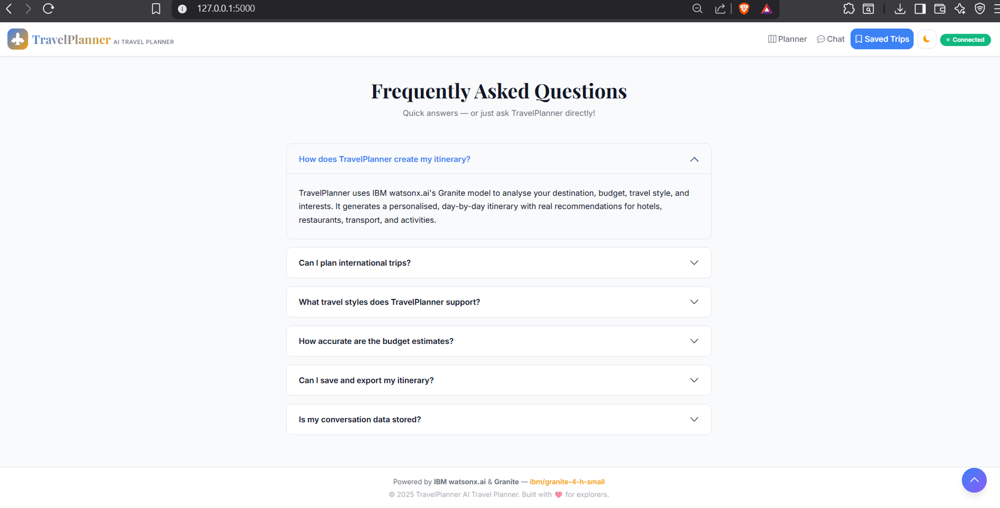 127.0.0.1:5000
TravelPlanner AI TRAVEL PLANNER
Planner
Chat
Saved Trips
Connected
Frequently Asked Questions
Quick answers — or just ask TravelPlanner directly!
How does TravelPlanner create my itinerary?
TravelPlanner uses IBM watsonx.ai's Granite model to analyse your destination, budget, travel style, and
interests. It generates a personalised, day-by-day itinerary with real recommendations for hotels,
restaurants, transport, and activities.
Can I plan international trips?
What travel styles does TravelPlanner support?
How accurate are the budget estimates?
Can I save and export my itinerary?
Is my conversation data stored?
Powered by IBM watsonx.ai & Granite — ibm/granite-4-h-small
© 2025 TravelPlanner AI Travel Planner. Built with ❤ for explorers.